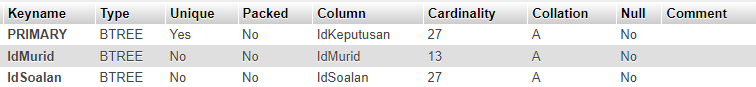 Keyname Type Unique Packed Column Cardinality Collation Null Comment
PRIMARY BTREE Yes No IdKeputusan 27 A No
IdMurid BTREE No No IdMurid 13 A No
IdSoalan BTREE No No IdSoalan 27 A No